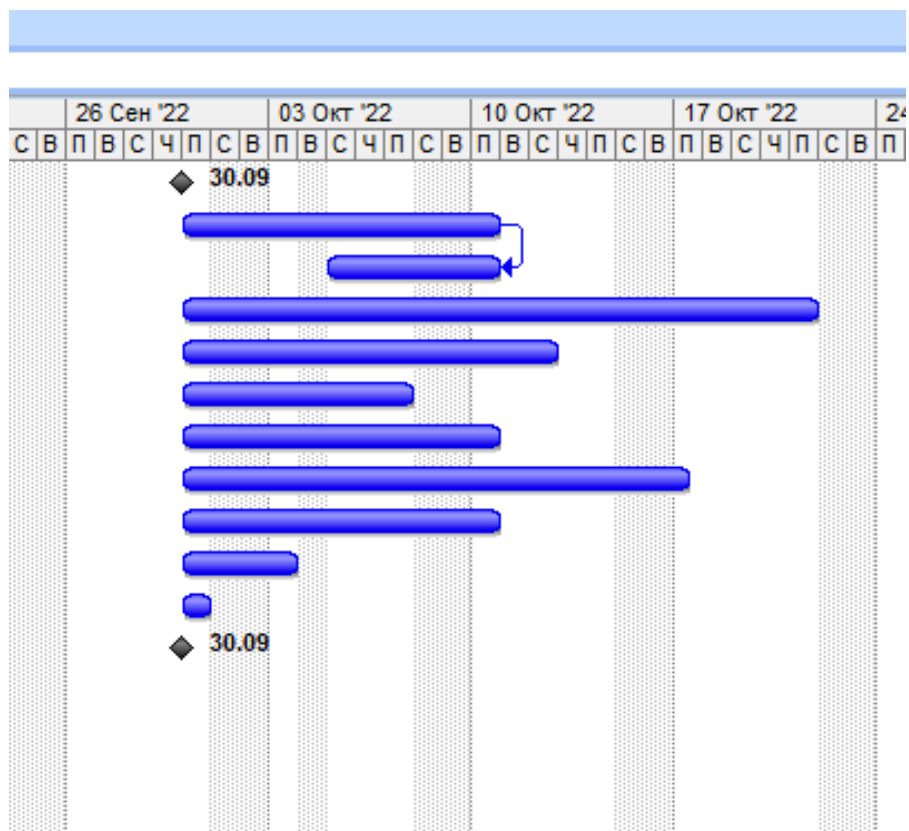 26 Сен '22 03 Окт '22 10 Окт '22 17 Окт '22 24
С В П В С Ч П С В П В С Ч П С В П В С Ч П С В П В С Ч П С В П
30.09
30.09